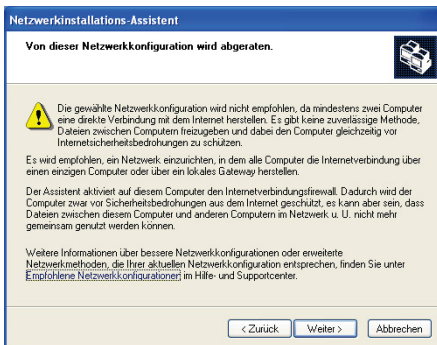 Netzwerkinstallations-Assistent
Von dieser Netzwerkkonfiguration wird abgeraten.
Die gewählte Netzwerkkonfiguration wird nicht empfohlen, da mindestens zwei Computer
eine direkte Verbindung mit dem Internet herstellen. Es gibt keine zuverlässige Methode,
Dateien zwischen Computern freizugeben und dabei den Computer gleichzeitig vor
Internetsicherheitsbedrohungen zu schützen.
Es wird empfohlen, ein Netzwerk einzurichten, in dem alle Computer die Internetverbindung über
einen einzigen Computer oder über ein lokales Gateway herstellen.
Der Assistent aktiviert auf diesem Computer den Internetverbindungsfirewall. Dadurch wird der
Computer zwar vor Sicherheitsbedrohungen aus dem Internet geschützt, es kann aber sein, dass
Dateien zwischen diesem Computer und anderen Computern im Netzwerk u. U. nicht mehr
gemeinsam genutzt werden können.
Weitere Informationen über bessere Netzwerkkonfigurationen oder erweiterte
Netzwerkmethoden, die Ihrer aktuellen Netzwerkkonfiguration entsprechen, finden Sie unter
Empfohlene Netzwerkkonfigurationen im Hilfe- und Supportcenter.
< Zurück Weiter > Abbrechen